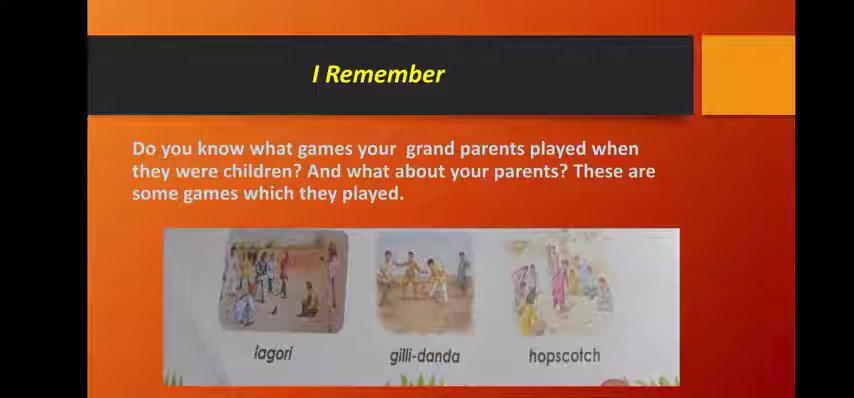 I Remember
Do you know what games your grand parents played when
they were children? And what about your parents? These are
some games which they played.
lagori gilli-danda hopscotch